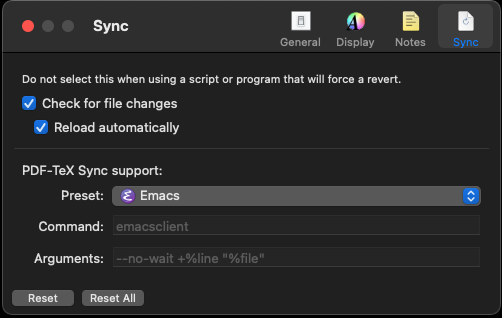 Sync
General
Display
Notes
Sync
Do not select this when using a script or program that will force a revert.
Check for file changes
Reload automatically
PDF-TeX Sync support:
Preset: Emacs
Command: emacsclient
Arguments: --no-wait +%line "%file"
Reset Reset All